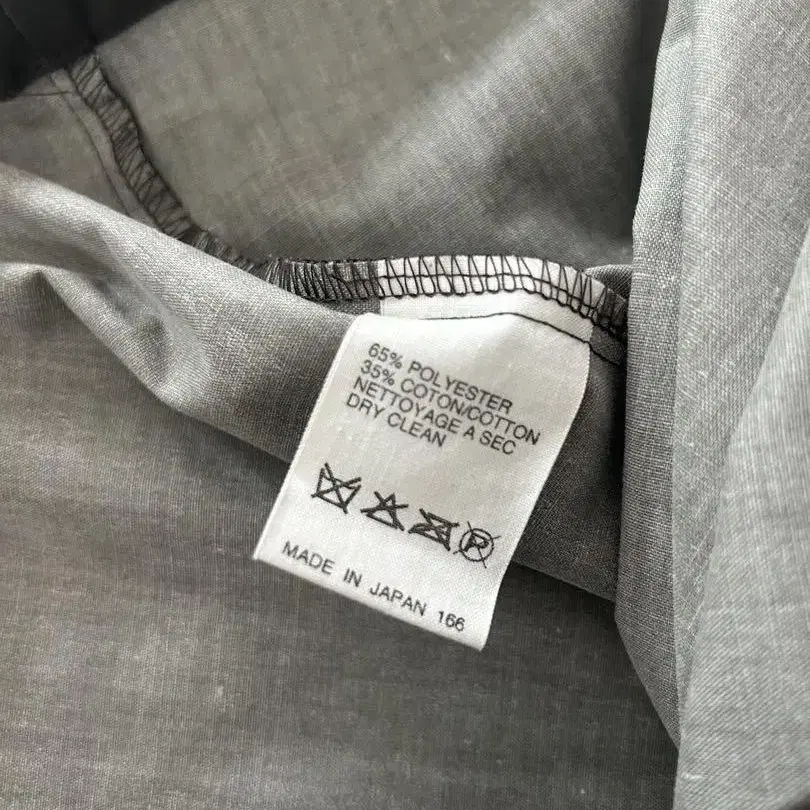 65% POLYESTER
35% COTON/COTTON
NETTOYAGE A SEC
DRY CLEAN
P
MADE IN JAPAN 166